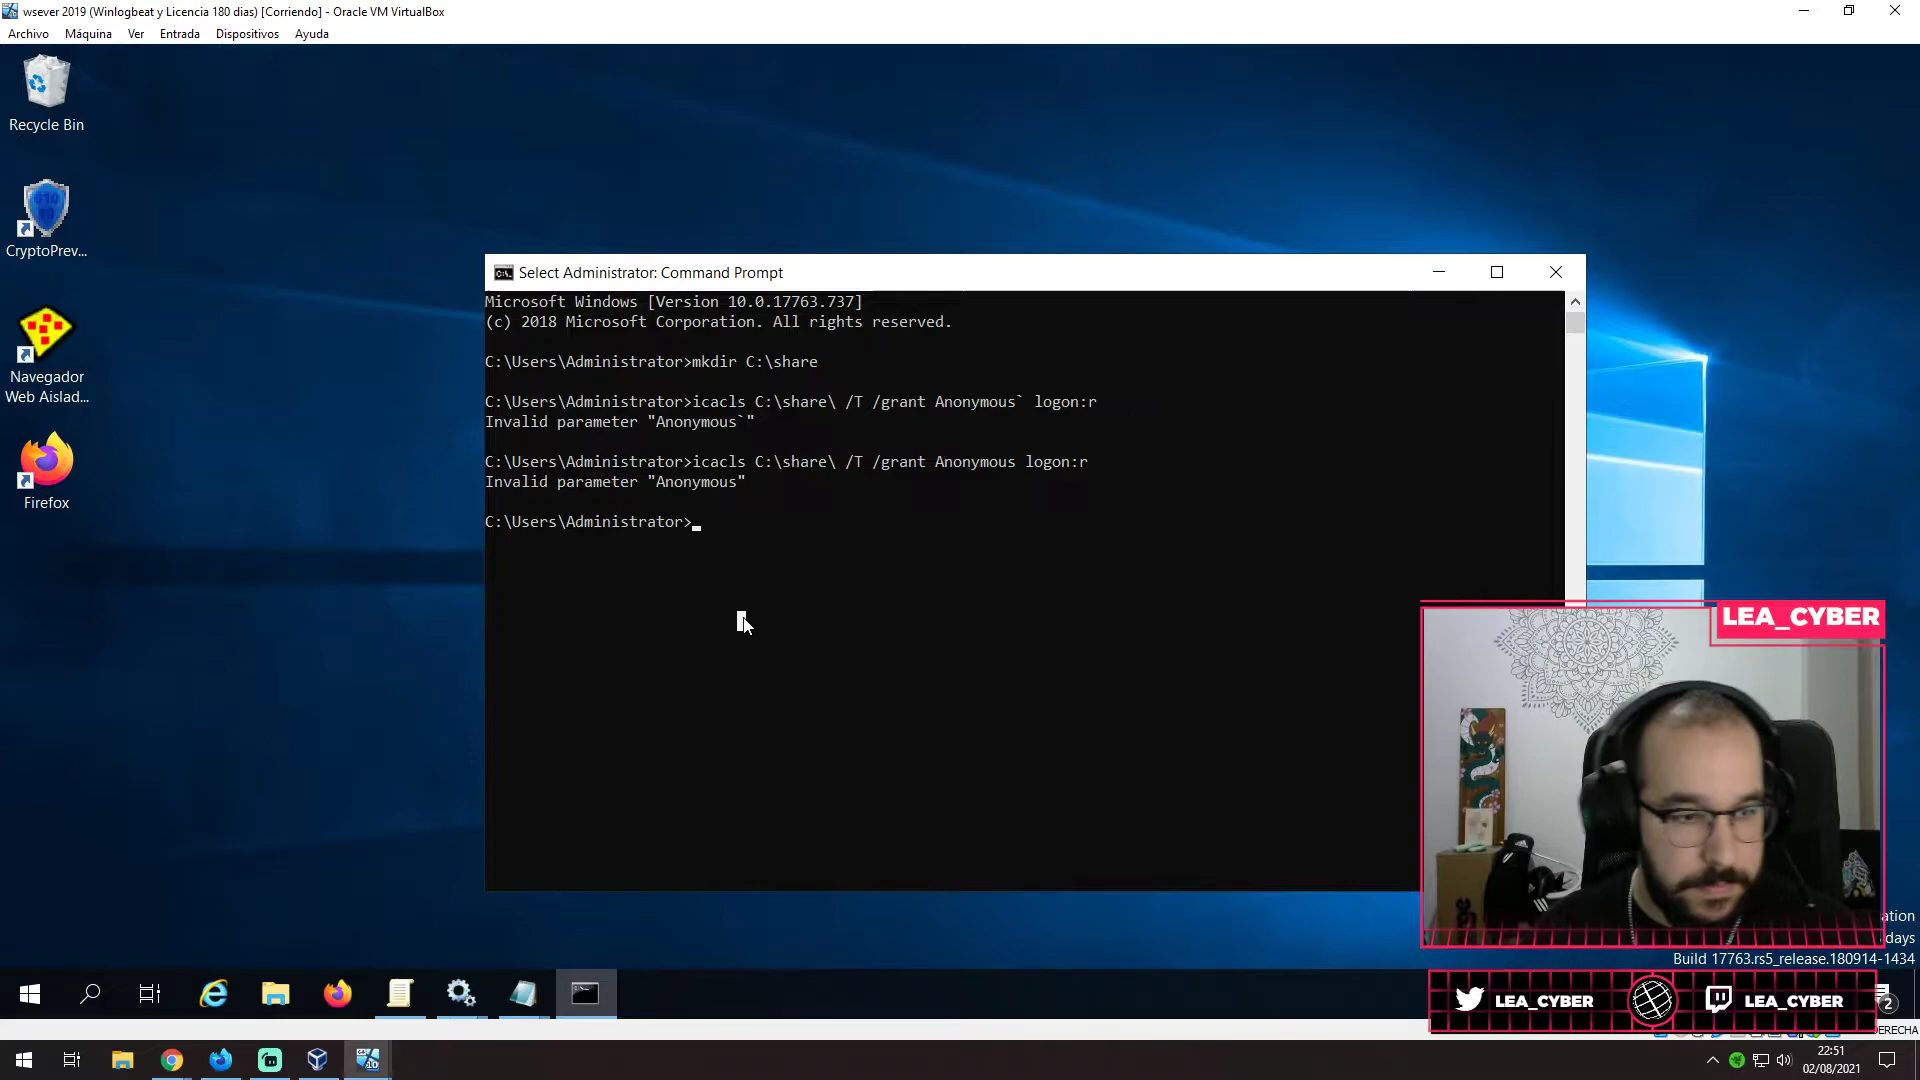 wsever 2019 (Winlogbeat y Licencia 180 dias) [Corriendo] - Oracle VM VirtualBox
Archivo Máquina Ver Entrada Dispositivos Ayuda
Recycle Bin
CryptoPrev...
Navegador
Web Aislad...
Firefox
Select Administrator: Command Prompt
Microsoft Windows [Version 10.0.17763.737]
(c) 2018 Microsoft Corporation. All rights reserved.
C:\Users\Administrator>mkdir C:\share
C:\Users\Administrator>icacls C:\share\ /T /grant Anonymous` logon:r
Invalid parameter "Anonymous`"
C:\Users\Administrator>icacls C:\share\ /T /grant Anonymous logon:r
Invalid parameter "Anonymous"
C:\Users\Administrator>
LEA_CYBER
ation
days
Build 17763.rs5_release.180914-1434
LEA_CYBER
LEA_CYBER
2
ERECHA
22:51
02/08/2021